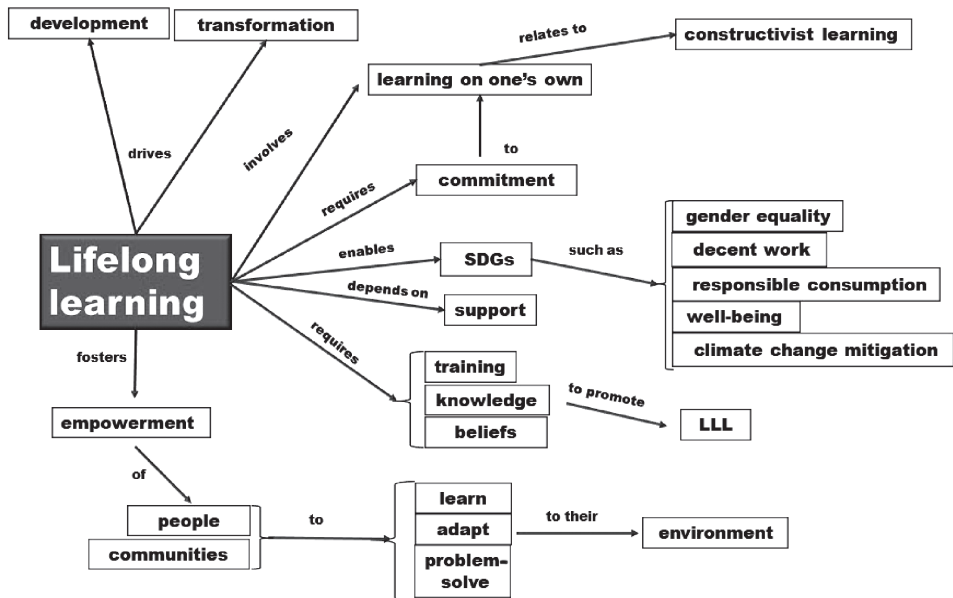 development
transformation
relates to
constructivist learning
learning on one's own
involves
drives
to
requires
commitment
gender equality
decent work
enables
SDGs
such as
responsible consumption
Lifelong
learning
depends on
support
well-being
climate change mitigation
fosters
requires
training
knowledge
beliefs
to promote
LLL
empowerment
of
people
communities
to
learn
adapt
problem-
solve
to their
environment